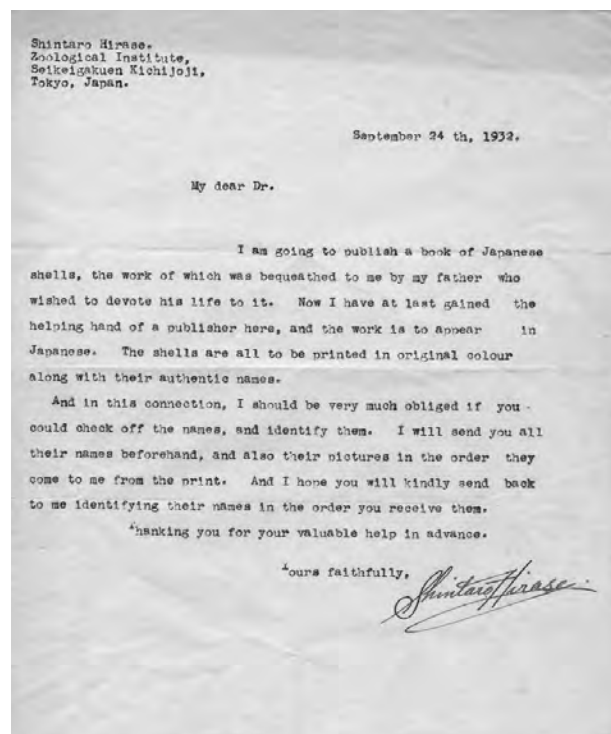 Shintaro Hirase.
Zoological Institute,
Seikeigakuen Kichijoji,
Tokyo, Japan.
September 24 th, 1932.
My dear Dr.
I am going to publish a book of Japanese
shells, the work of which was bequeathed to me by my father who
wished to devote his life to it. Now I have at last gained the
helping hand of a publisher here, and the work is to appear in
Japanese. The shells are all to be printed in original colour
along with their authentic names.
And in this connection, I should be very much obliged if you
could check off the names, and identify them. I will send you all
their names beforehand, and also their pictures in the order they
come to me from the print. And I hope you will kindly send back
to me identifying their names in the order you receive them.
Thanking you for your valuable help in advance.
Yours faithfully,
Shintaro Hirase.